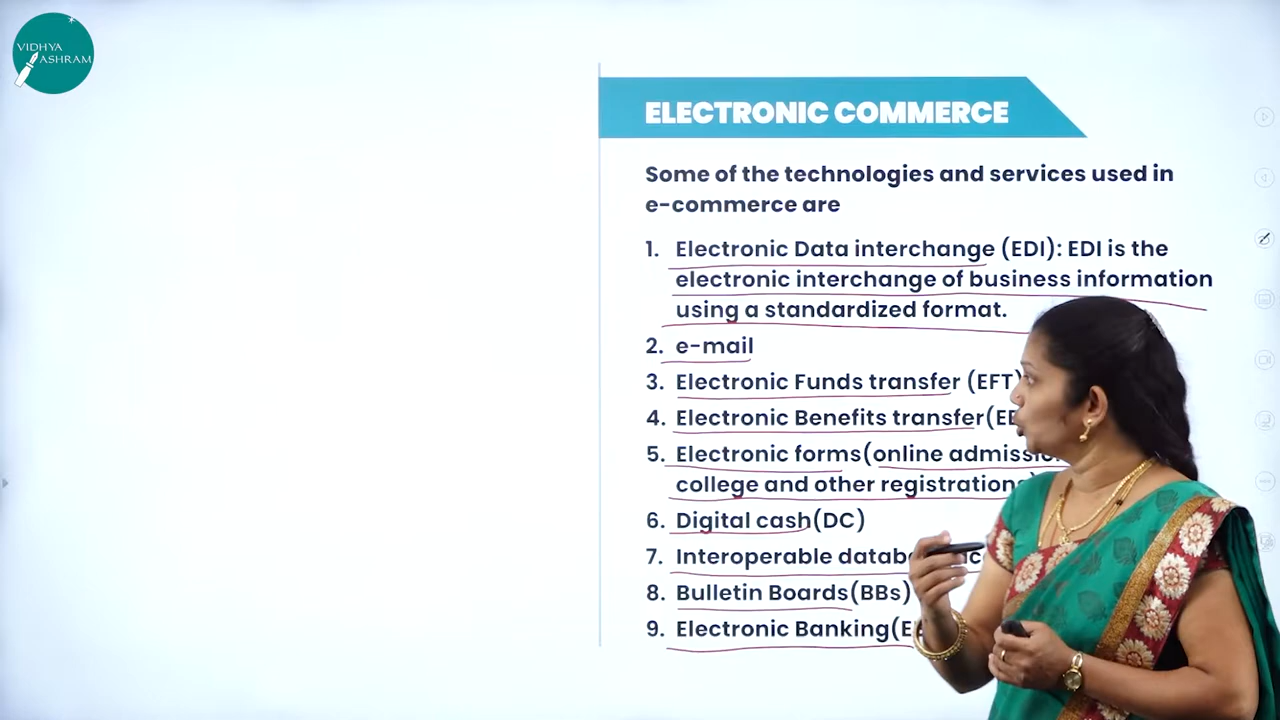 VIDHYA
ASHRAM
ELECTRONIC COMMERCE
Some of the technologies and services used in
e-commerce are
1. Electronic Data interchange (EDI): EDI is the
electronic interchange of business information
using a standardized format.
2. e-mail
3. Electronic Funds transfer (EFT)
4. Electronic Benefits transfer(
5. Electronic forms(online
college and other registrations)
6. Digital cash(DC)
7. Interoperable
8. Bulletin Boards(BBs)
9. Electronic Banking(